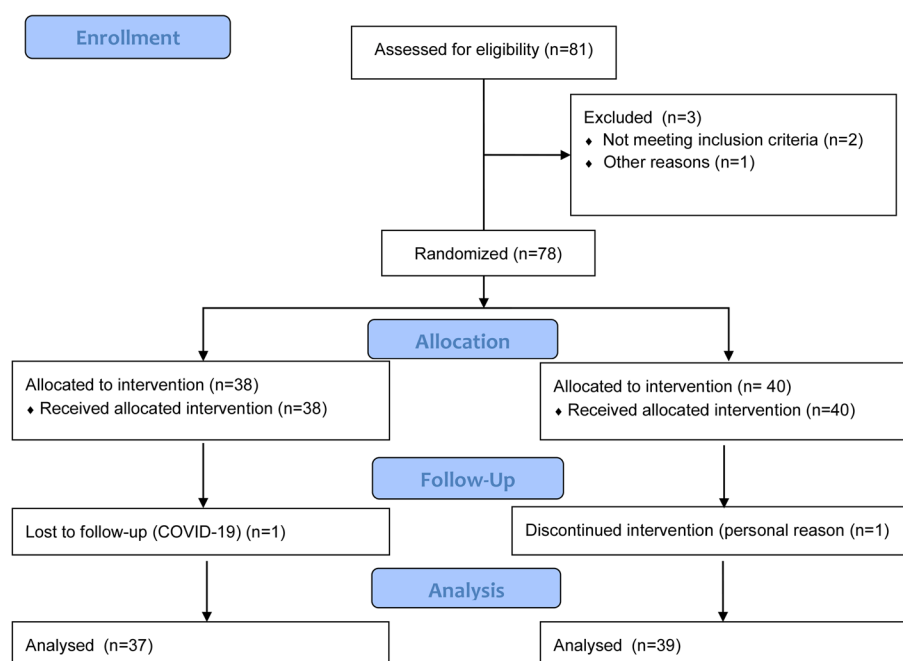 Enrollment
Assessed for eligibility (n=81)
Excluded (n=3)
♦ Not meeting inclusion criteria (n=2)
♦ Other reasons (n=1)
Randomized (n=78)
Allocation
Allocated to intervention (n=38)
♦ Received allocated intervention (n=38)
Allocated to intervention (n= 40)
♦ Received allocated intervention (n=40)
Follow-Up
Lost to follow-up (COVID-19) (n=1)
Discontinued intervention (personal reason (n=1)
Analysis
Analysed (n=37)
Analysed (n=39)